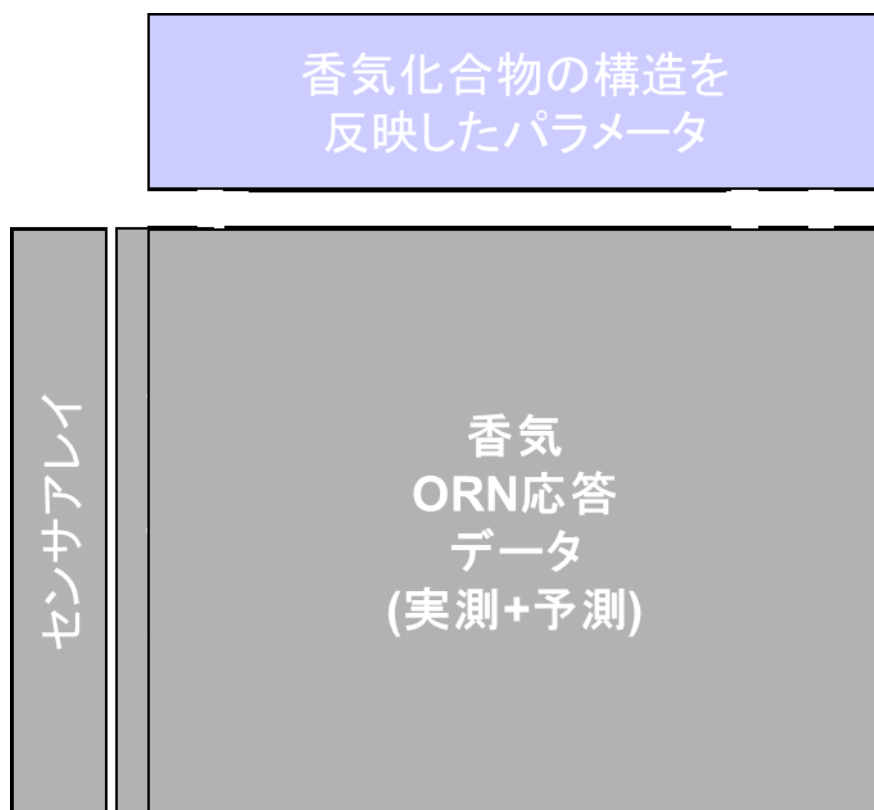 香気化合物の構造を
反映したパラメータ
センサアレイ
香気
ORN応答
データ
(実測+予測)